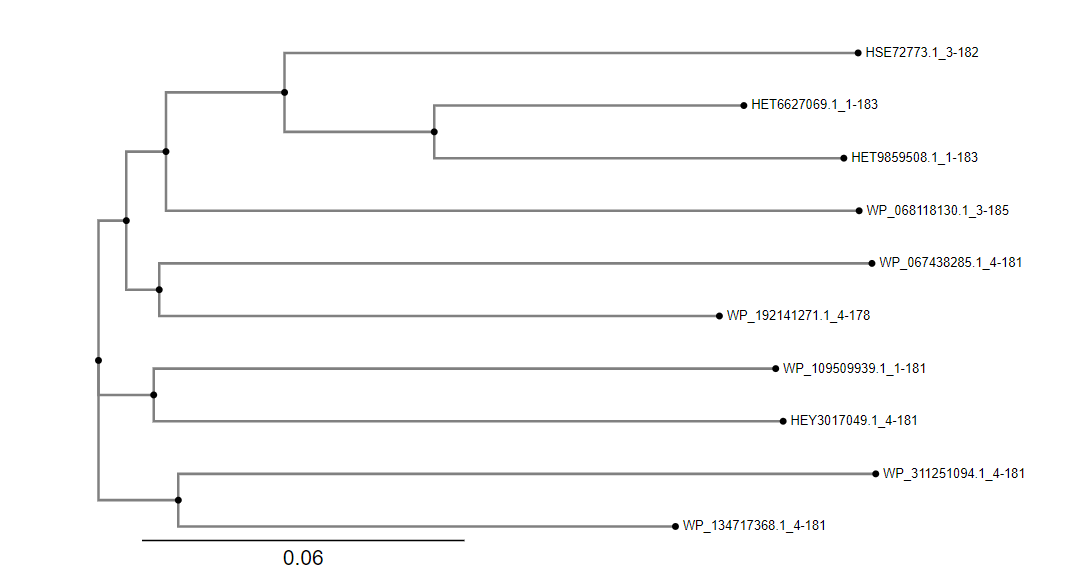 HSE72773.1_3-182
HET6627069.1_1-183
HET9859508.1_1-183
WP_068118130.1_3-185
WP_067438285.1_4-181
WP_192141271.1_4-178
WP_109509939.1_1-181
HEY3017049.1_4-181
WP_311251094.1_4-181
WP_134717368.1_4-181
0.06